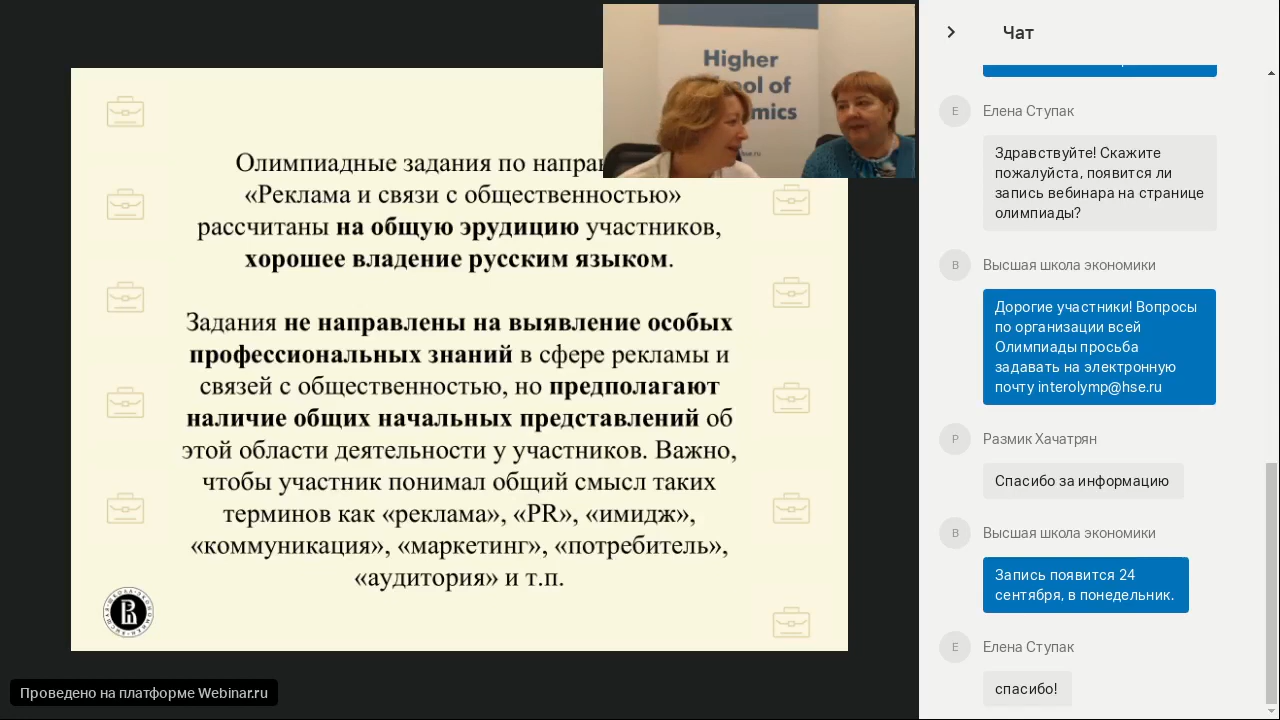 Олимпиадные задания по направ
«Реклама и связи с общественностью»
рассчитаны на общую эрудицию участников,
хорошее владение русским языком.
Задания не направлены на выявление особых
профессиональных знаний в сфере рекламы и
связей с общественностью, но предполагают
наличие общих начальных представлений об
этой области деятельности у участников. Важно,
чтобы участник понимал общий смысл таких
терминов как «реклама», «PR», «имидж»,
«коммуникация», «маркетинг», «потребитель»,
«аудитория» и т.п.
Higher
ool of
mics
hse.ru
Проведено на платформе Webinar.ru
Чат
Е
Елена Ступак
Здравствуйте! Скажите
пожалуйста, появится ли
запись вебинара на странице
олимпиады?
В
Высшая школа экономики
Дорогие участники! Вопросы
по организации всей
Олимпиады просьба
задавать на электронную
почту interolymp@hse.ru
Р
Размик Хачатрян
Спасибо за информацию
В
Высшая школа экономики
Запись появится 24
сентября, в понедельник.
Е
Елена Ступак
спасибо!